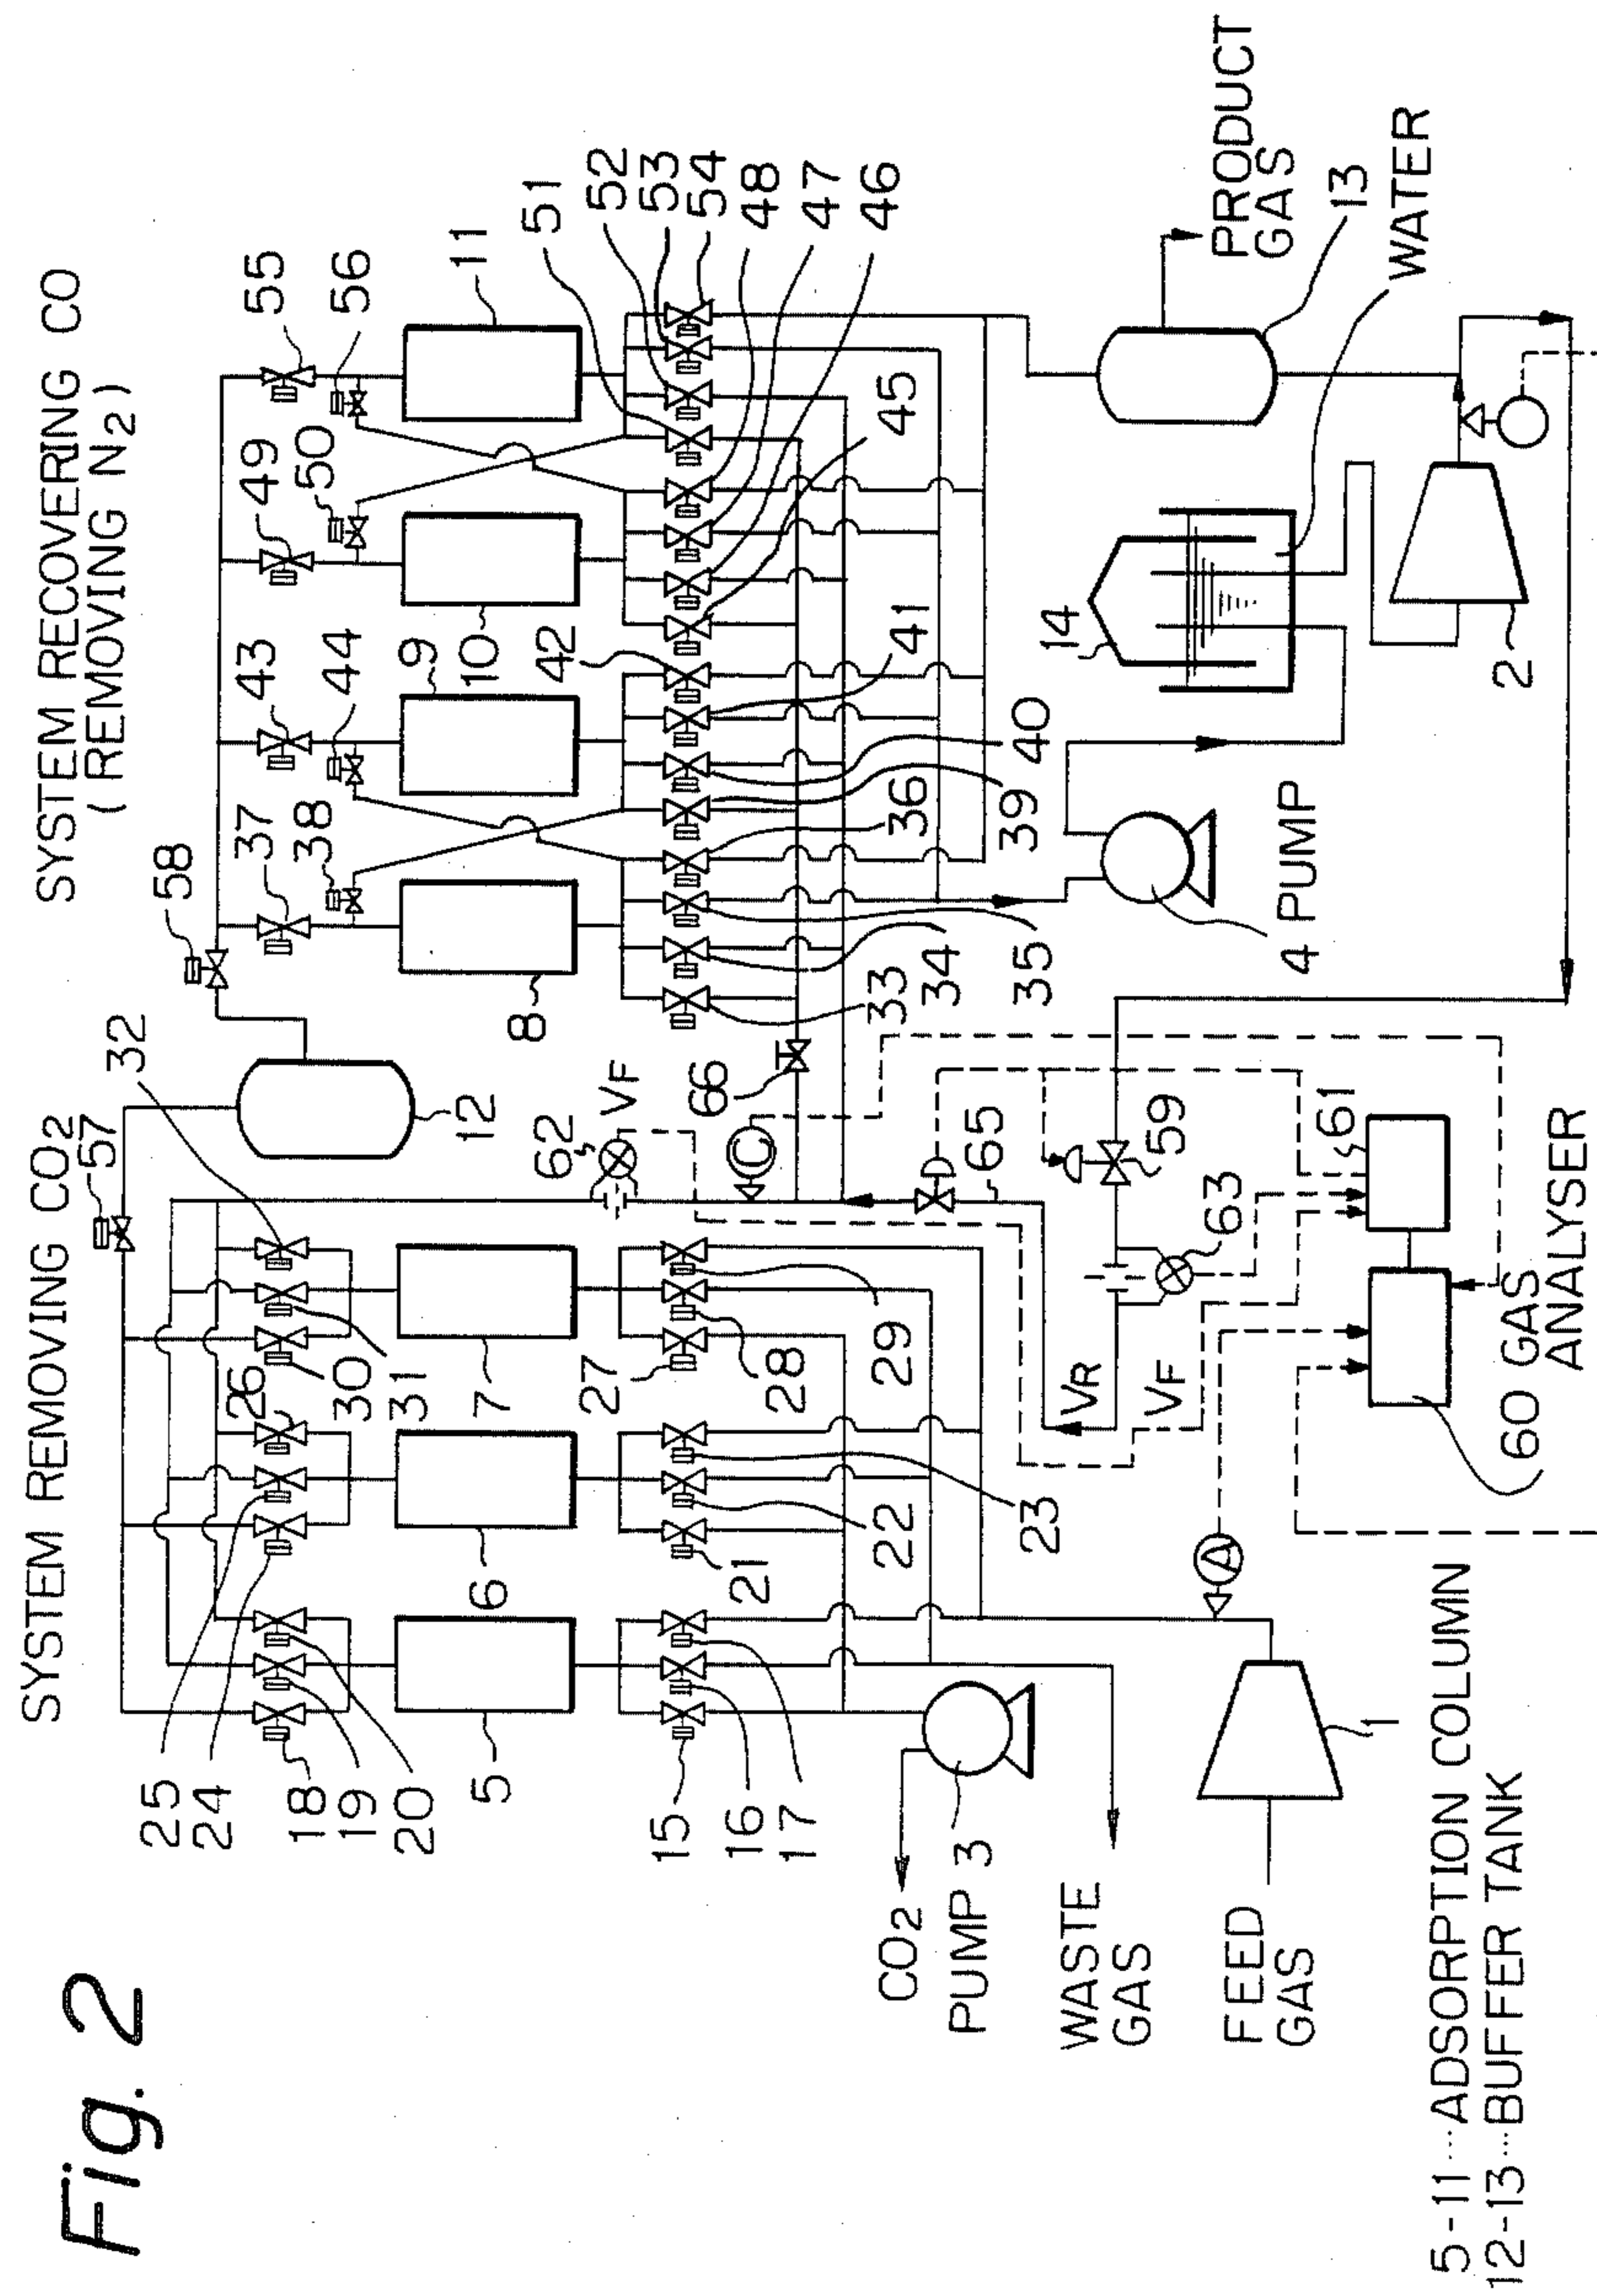 Fig. 2
SYSTEM REMOVING CO2
SYSTEM RECOVERING CO
(REMOVING N2)
57
58
32
12
25
24
18
19
20
26
30
31
37
38
43
44
49
50
55
56
5
6
7
8
9
10
11
15
16
17
21
22
23
27
28
29
62
VF
66
C
33
34
35
36
39
40
41
42
45
46
47
48
51
52
53
54
65
59
63
61
VR
VF
A
CO2
PUMP 3
WASTE
GAS
FEED
GAS
1
4 PUMP
14
2
13
WATER
PRODUCT
GAS
60 GAS
ANALYSER
5-11···ADSORPTION COLUMN
12-13···BUFFER TANK